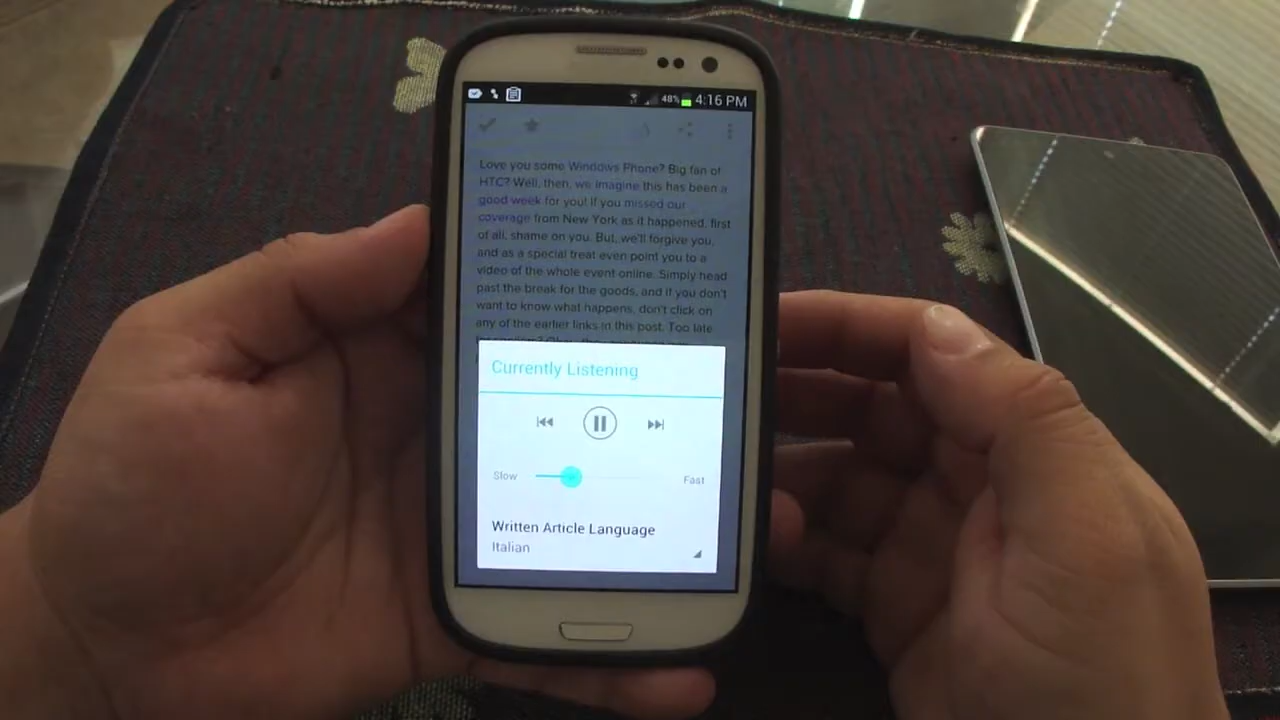 48% 4:16 PM
Love you some Windows Phone? Big fan of
HTC? Well, then, we imagine this has been a
good week for you! If you missed our
coverage from New York as it happened, first
of all, shame on you. But, we'll forgive you,
and as a special treat even point you to a
video of the whole event online. Simply head
past the break for the goods, and if you don't
want to know what happens, don't click on
any of the earlier links in this post. Too late
Currently Listening
Slow Fast
Written Article Language
Italian